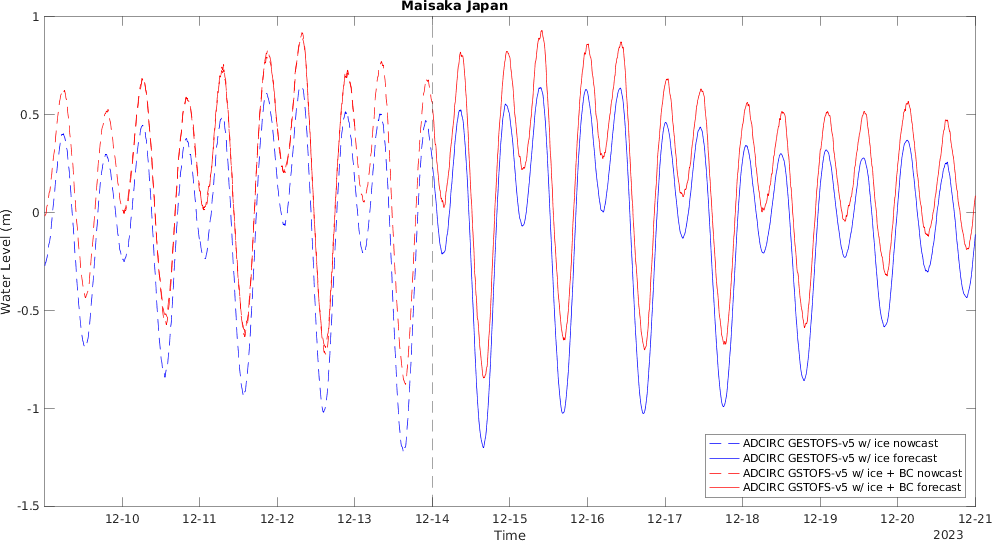 Maisaka Japan
1
0.5
0
-0.5
-1
-1.5
Water Level (m)
ADCIRC GESTOFS-v5 w/ ice nowcast
ADCIRC GESTOFS-v5 w/ ice forecast
ADCIRC GSTOFS-v5 w/ ice + BC nowcast
ADCIRC GSTOFS-v5 w/ ice + BC forecast
12-10 12-11 12-12 12-13 12-14 12-15 12-16 12-17 12-18 12-19 12-20 12-21
Time
2023